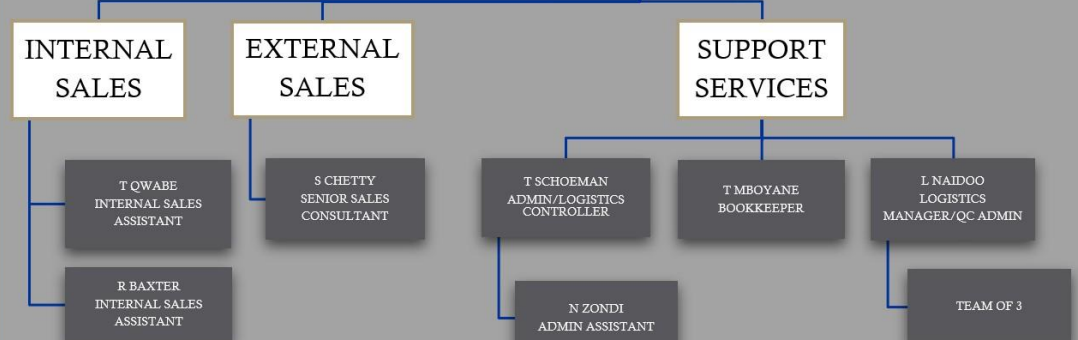 INTERNAL
SALES
EXTERNAL
SALES
SUPPORT
SERVICES
T QWABE
INTERNAL SALES
ASSISTANT
S CHETTY
SENIOR SALES
CONSULTANT
T SCHOEMAN
ADMIN/LOGISTICS
CONTROLLER
T MBOYANE
BOOKKEEPER
L NAIDOO
LOGISTICS
MANAGER/QC ADMIN
R BAXTER
INTERNAL SALES
ASSISTANT
N ZONDI
ADMIN ASSISTANT
TEAM OF 3